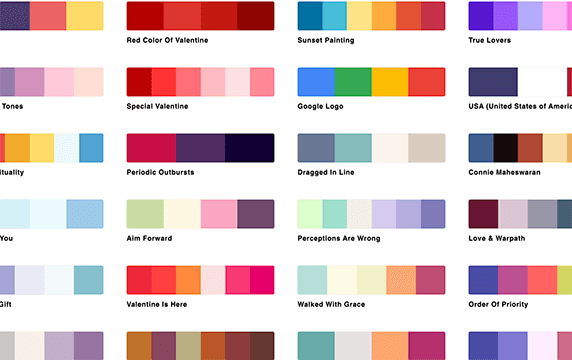 Red Color Of Valentine
Sunset Painting
True Lovers
Tones
Special Valentine
Google Logo
USA (United States of Americ
ituality
Periodic Outbursts
Dragged In Line
Connie Maheswaran
You
Aim Forward
Perceptions Are Wrong
Love & Warpath
Gift
Valentine Is Here
Walked With Grace
Order Of Priority